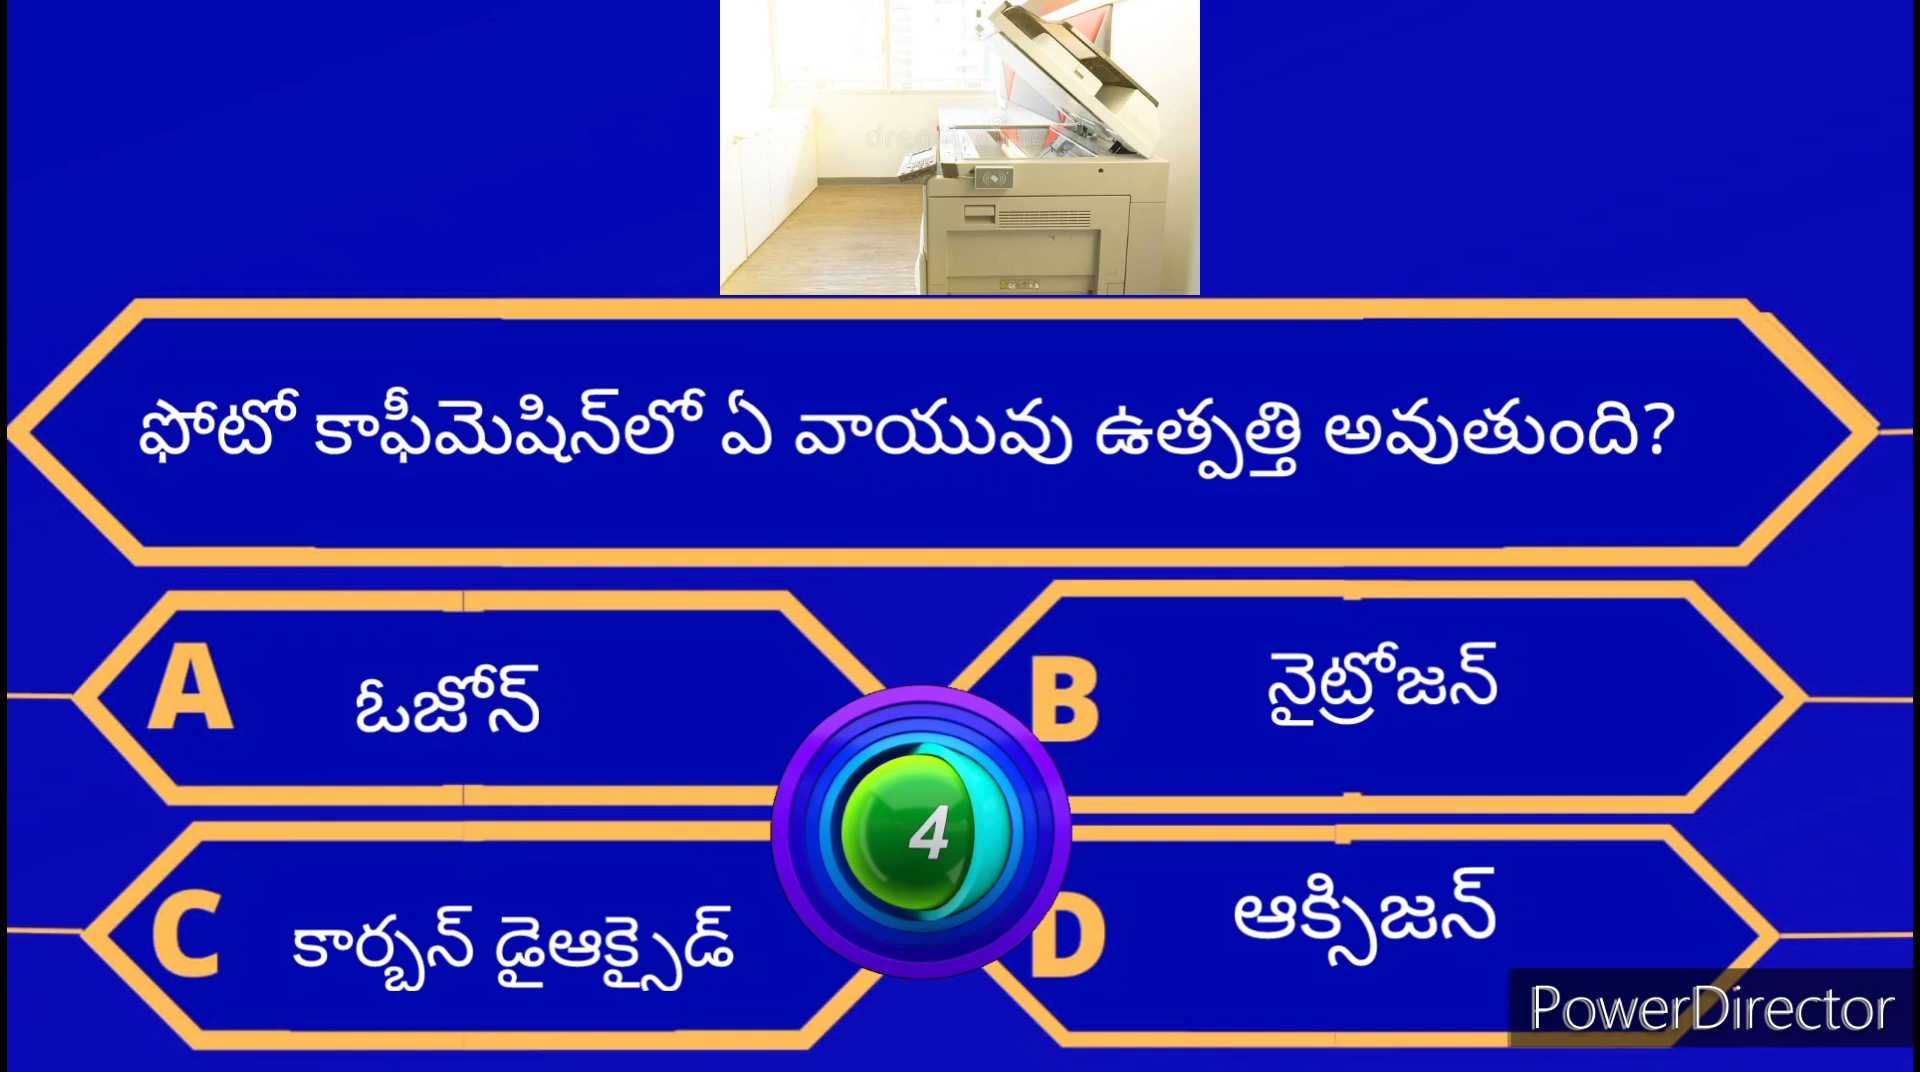 ఫోటో కాఫీమెషిన్‌లో ఏ వాయువు ఉత్పత్తి అవుతుంది?
A ఓజోన్
B నైట్రోజన్
4
C కార్బన్ డైఆక్సైడ్
D ఆక్సిజన్
PowerDirector